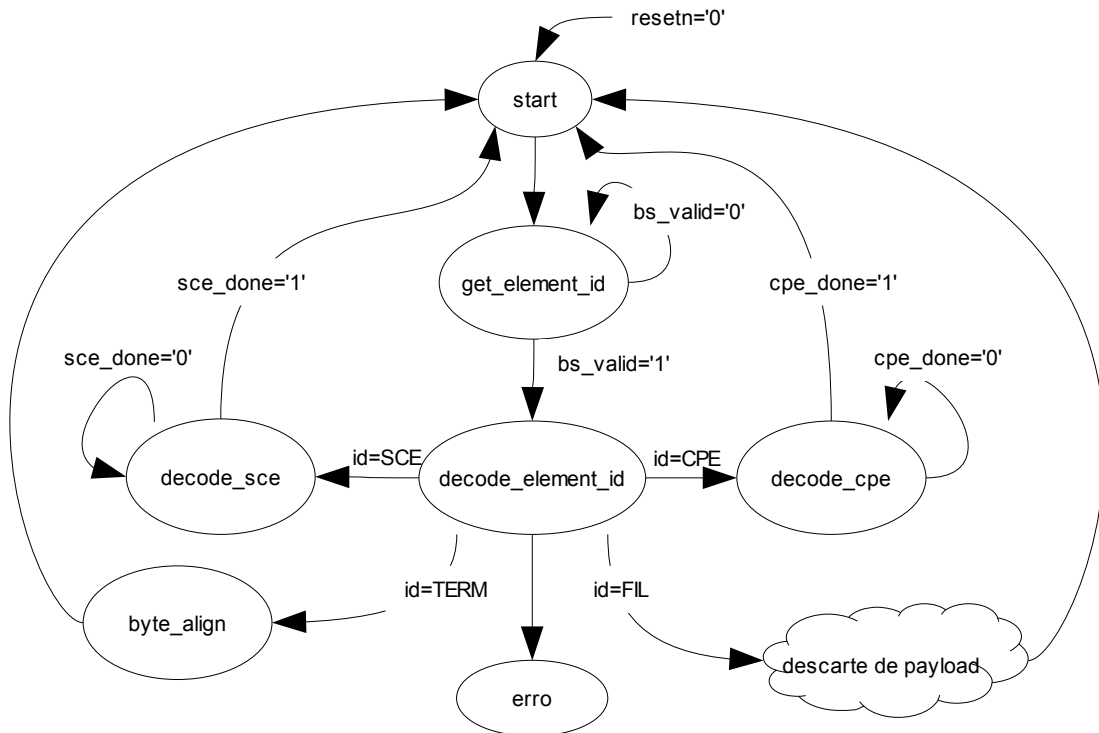 resetn='0'
start
bs_valid='0'
sce_done='1'
get_element_id
cpe_done='1'
sce_done='0'
bs_valid='1'
cpe_done='0'
id=SCE
id=CPE
decode_sce
decode_element_id
decode_cpe
id=TERM
id=FIL
byte_align
descarte de payload
erro